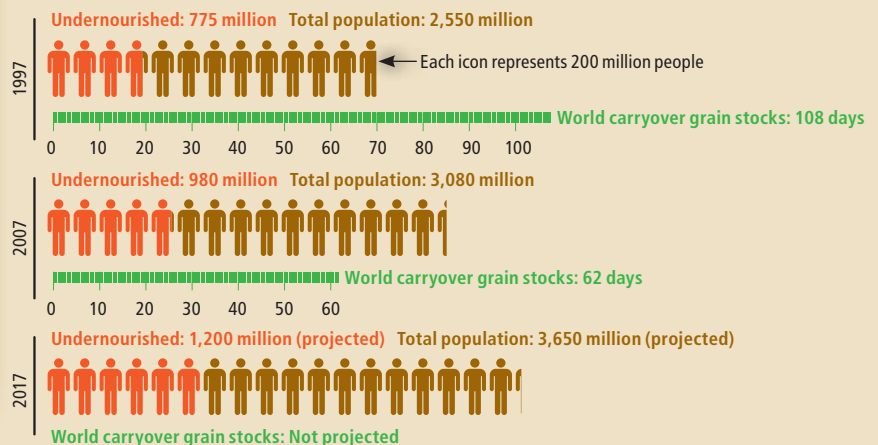 Undernourished: 775 million Total population: 2,550 million
1997
Each icon represents 200 million people
World carryover grain stocks: 108 days
0 10 20 30 40 50 60 70 80 90 100
Undernourished: 980 million Total population: 3,080 million
2007
World carryover grain stocks: 62 days
0 10 20 30 40 50 60
Undernourished: 1,200 million (projected) Total population: 3,650 million (projected)
2017
World carryover grain stocks: Not projected